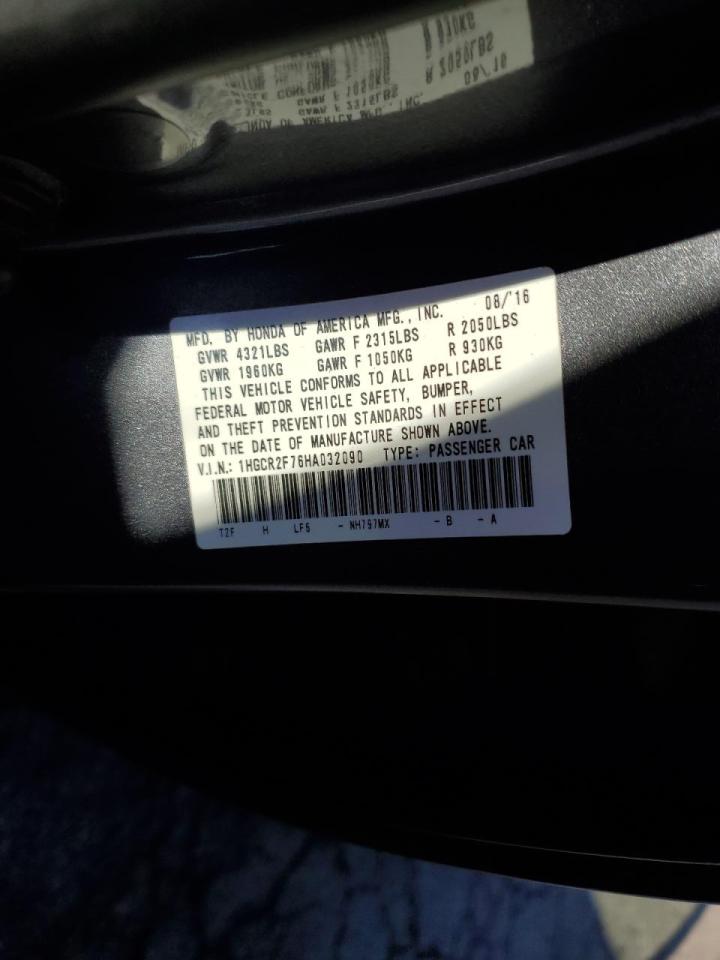 MFD. BY HONDA OF AMERICA MFG., INC. 08/'16
GVWR 4321LBS GAWR F 2315LBS R 2050LBS
GVWR 1960KG GAWR F 1050KG R 930KG
THIS VEHICLE CONFORMS TO ALL APPLICABLE
FEDERAL MOTOR VEHICLE SAFETY, BUMPER,
AND THEFT PREVENTION STANDARDS IN EFFECT
ON THE DATE OF MANUFACTURE SHOWN ABOVE.
V.I.N.: 1HGCR2F76HA032090 TYPE: PASSENGER CAR
T2F H LF5 - NH797MX - B - A